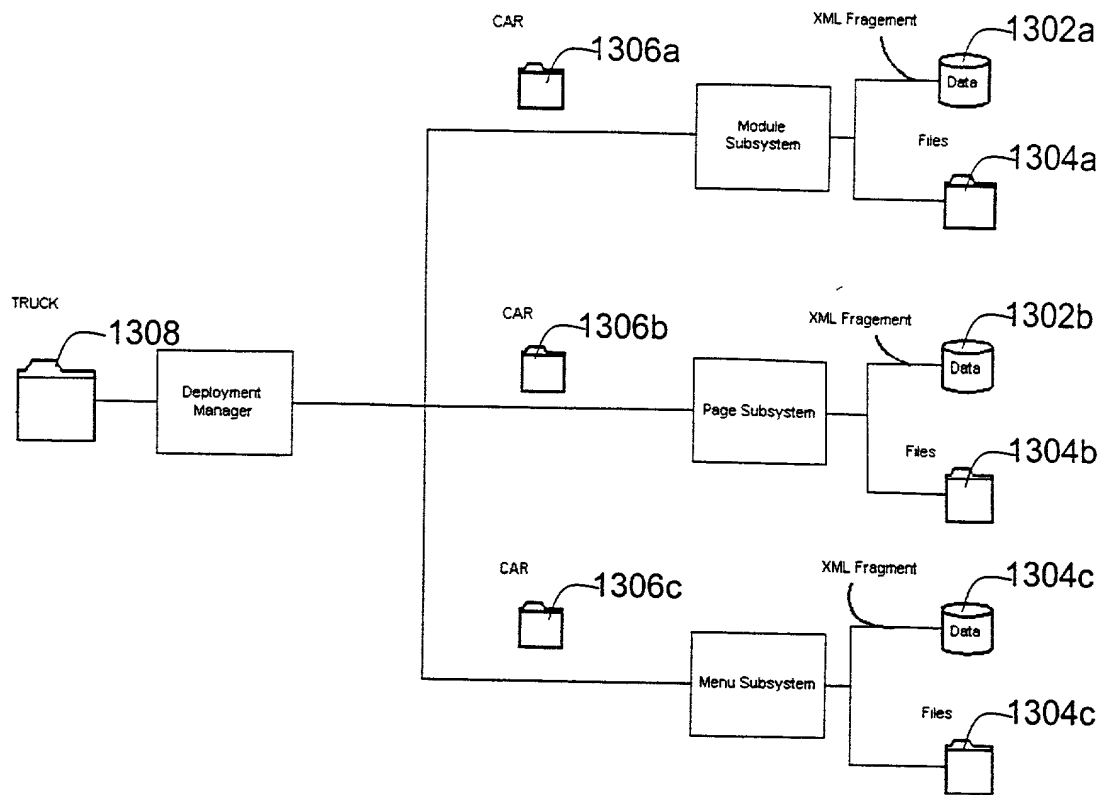 CAR
1306a
XML Fragement
1302a
Data
Module
Subsystem
Files
1304a
TRUCK
1308
Deployment
Manager
CAR
1306b
XML Fragement
1302b
Data
Page Subsystem
Files
1304b
CAR
1306c
XML Fragment
1304c
Data
Menu Subsystem
Files
1304c